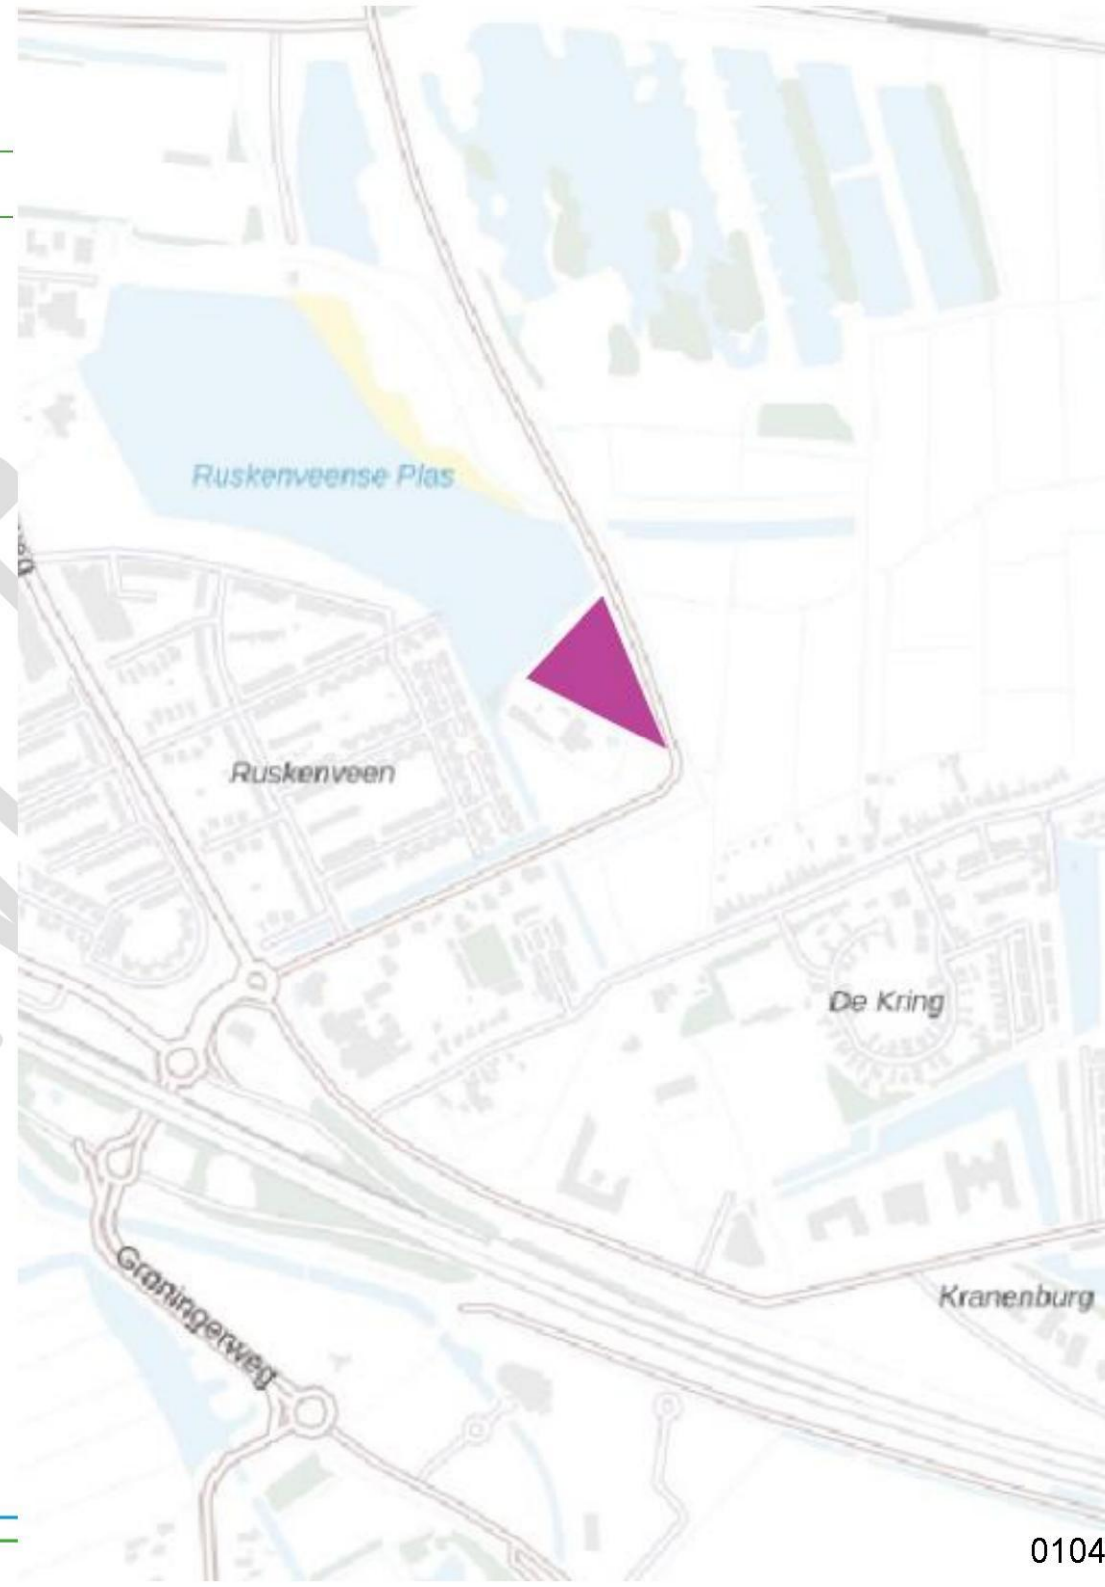 Ruskenveense Plas
Ruskenveen
De Kring
Kranenburg
Groningerweg
0104